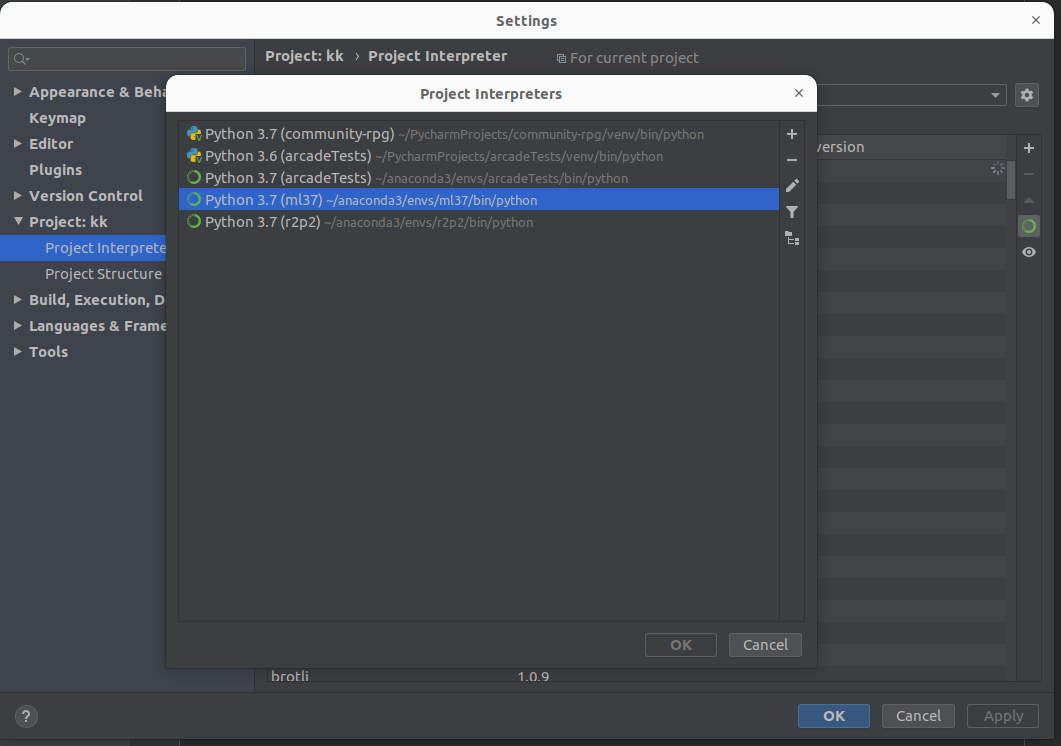 Settings
Project: kk › Project Interpreter
For current project
Appearance & Beha
Keymap
Editor
Plugins
Version Control
Project: kk
Project Interprete
Project Structure
Build, Execution, D
Languages & Frame
Tools
Project Interpreters
Python 3.7 (community-rpg) ~/PycharmProjects/community-rpg/venv/bin/python
Python 3.6 (arcadeTests) ~/PycharmProjects/arcadeTests/venv/bin/python
Python 3.7 (arcadeTests) ~/anaconda3/envs/arcadeTests/bin/python
Python 3.7 (ml37) ~/anaconda3/envs/ml37/bin/python
Python 3.7 (r2p2) ~/anaconda3/envs/r2p2/bin/python
OK
Cancel
version
brotli 1.0.9
?
OK
Cancel
Apply